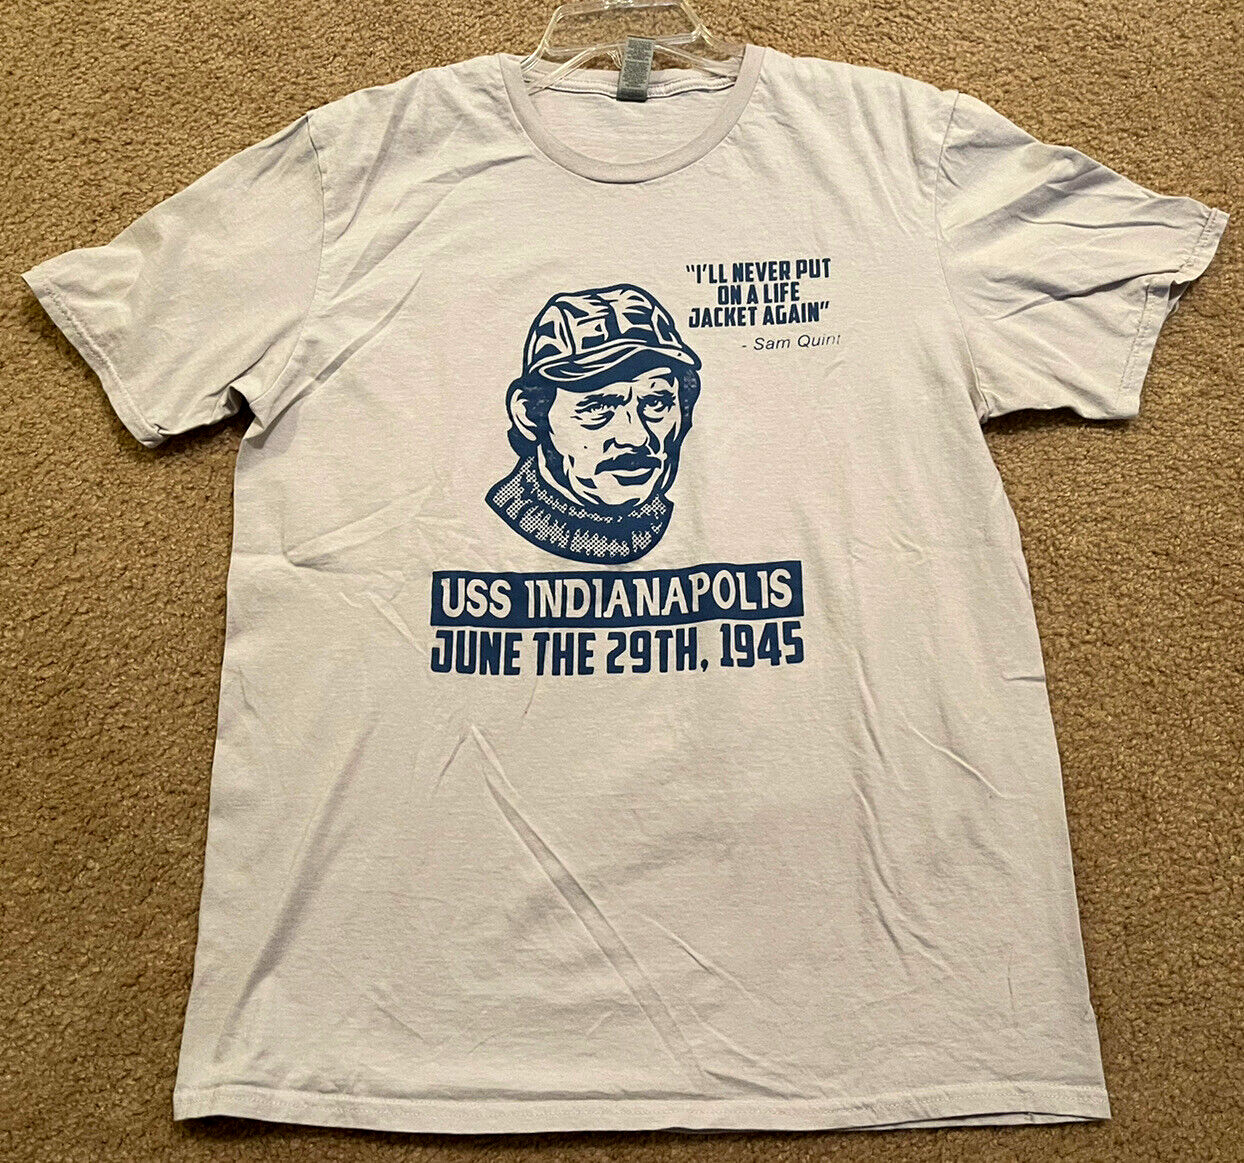 "I'LL NEVER PUT
ON A LIFE
JACKET AGAIN"
- Sam Quint
USS INDIANAPOLIS
JUNE THE 29TH, 1945